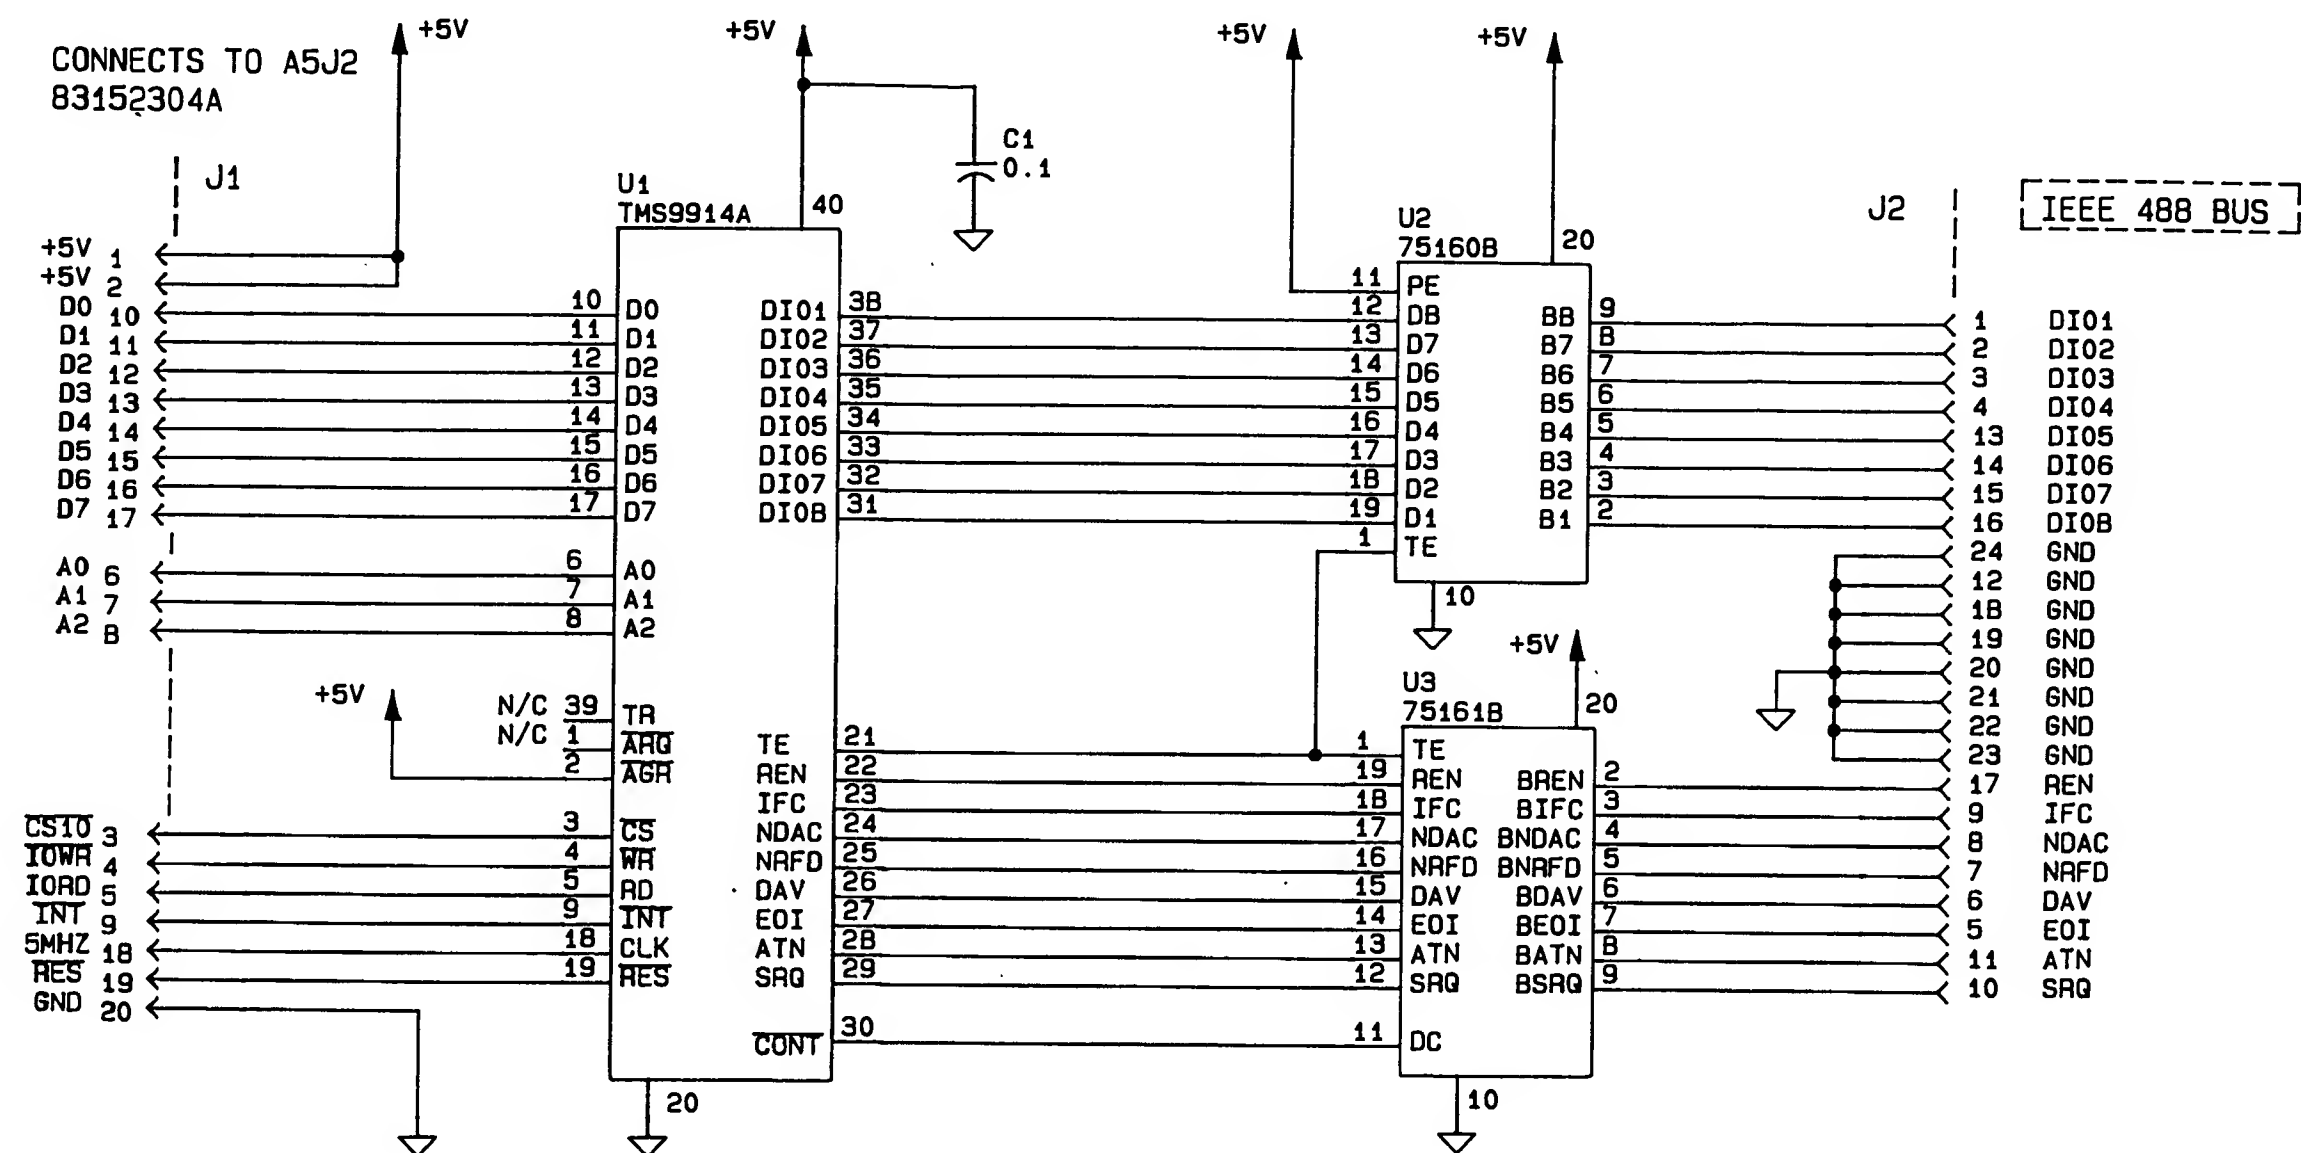 CONNECTS TO A5J2
83152304A
+5V
+5V
+5V
+5V
C1
0.1
J1
+5V 1
+5V 2
D0 10
D1 11
D2 12
D3 13
D4 14
D5 15
D6 16
D7 17
A0 6
A1 7
A2 8
+5V
N/C
N/C
CS10 3
IOWR 4
IORD 5
INT 9
5MHZ 18
RES 19
GND 20
U1
TMS9914A
40
10 D0
11 D1
12 D2
13 D3
14 D4
15 D5
16 D6
17 D7
6 A0
7 A1
8 A2
39 TR
1 ARQ
2 AGR
3 CS
4 WR
5 RD
9 INT
18 CLK
19 RES
DIO1 38
DIO2 37
DIO3 36
DIO4 35
DIO5 34
DIO6 33
DIO7 32
DIO8 31
TE 21
REN 22
IFC 23
NDAC 24
NRFD 25
DAV 26
EOI 27
ATN 28
SRQ 29
CONT 30
20
U2
75160B
20
11 PE
12 D8
13 D7
14 D6
15 D5
16 D4
17 D3
18 D2
19 D1
1 TE
B8 9
B7 8
B6 7
B5 6
B4 5
B3 4
B2 3
B1 2
10
+5V
U3
75161B
20
1 TE
19 REN
18 IFC
17 NDAC
16 NRFD
15 DAV
14 EOI
13 ATN
12 SRQ
11 DC
BREN 2
BIFC 3
BNDAC 4
BNRFD 5
BDAV 6
BEOI 7
BATN 8
BSRQ 9
10
J2
IEEE 488 BUS
1 DIO1
2 DIO2
3 DIO3
4 DIO4
13 DIO5
14 DIO6
15 DIO7
16 DIO8
24 GND
12 GND
18 GND
19 GND
20 GND
21 GND
22 GND
23 GND
17 REN
9 IFC
8 NDAC
7 NRFD
6 DAV
5 EOI
11 ATN
10 SRQ